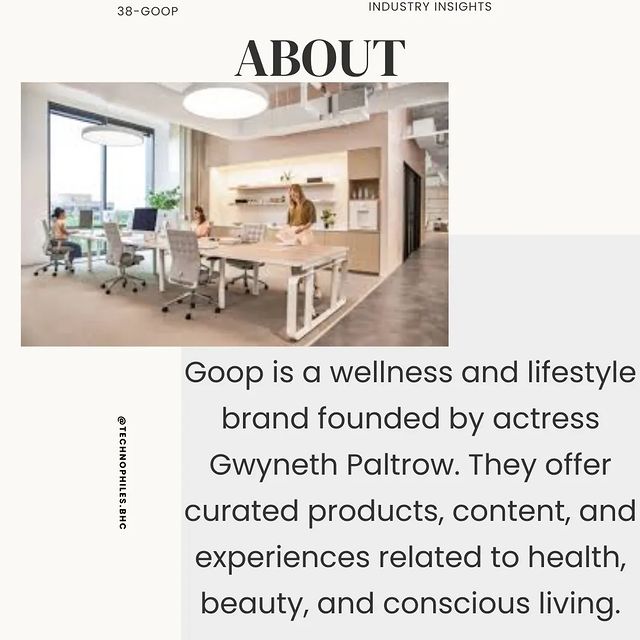 38-GOOP
INDUSTRY INSIGHTS
ABOUT
Goop is a wellness and lifestyle
brand founded by actress
Gwyneth Paltrow. They offer
curated products, content, and
experiences related to health,
beauty, and conscious living.
@TECHNOPHILES.BHC